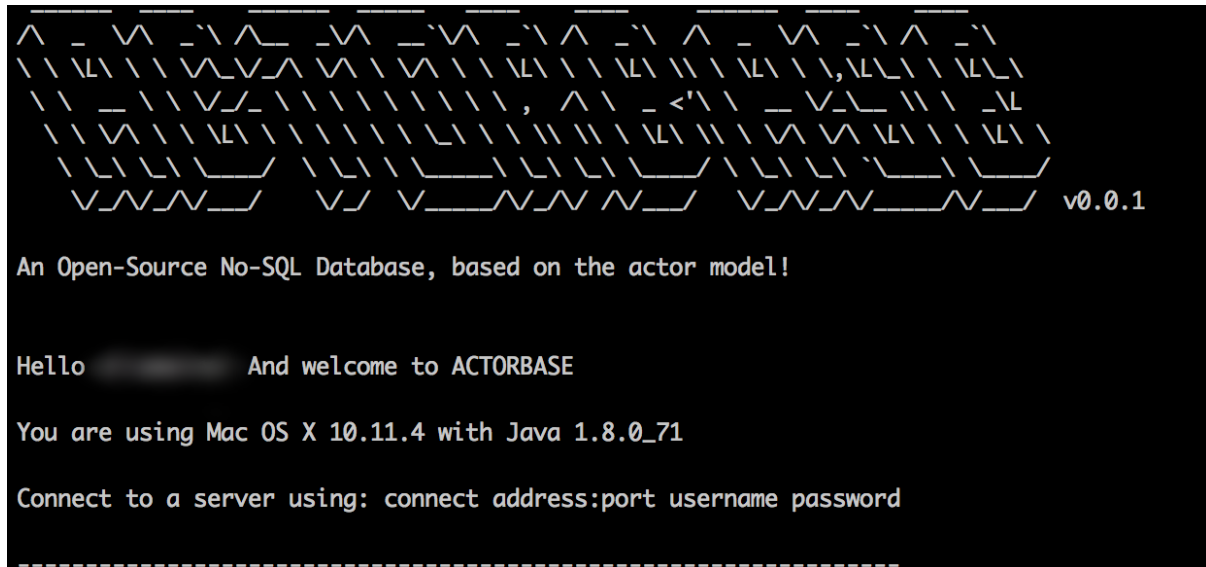 v0.0.1
An Open-Source No-SQL Database, based on the actor model!
Hello And welcome to ACTORBASE
You are using Mac OS X 10.11.4 with Java 1.8.0_71
Connect to a server using: connect address:port username password